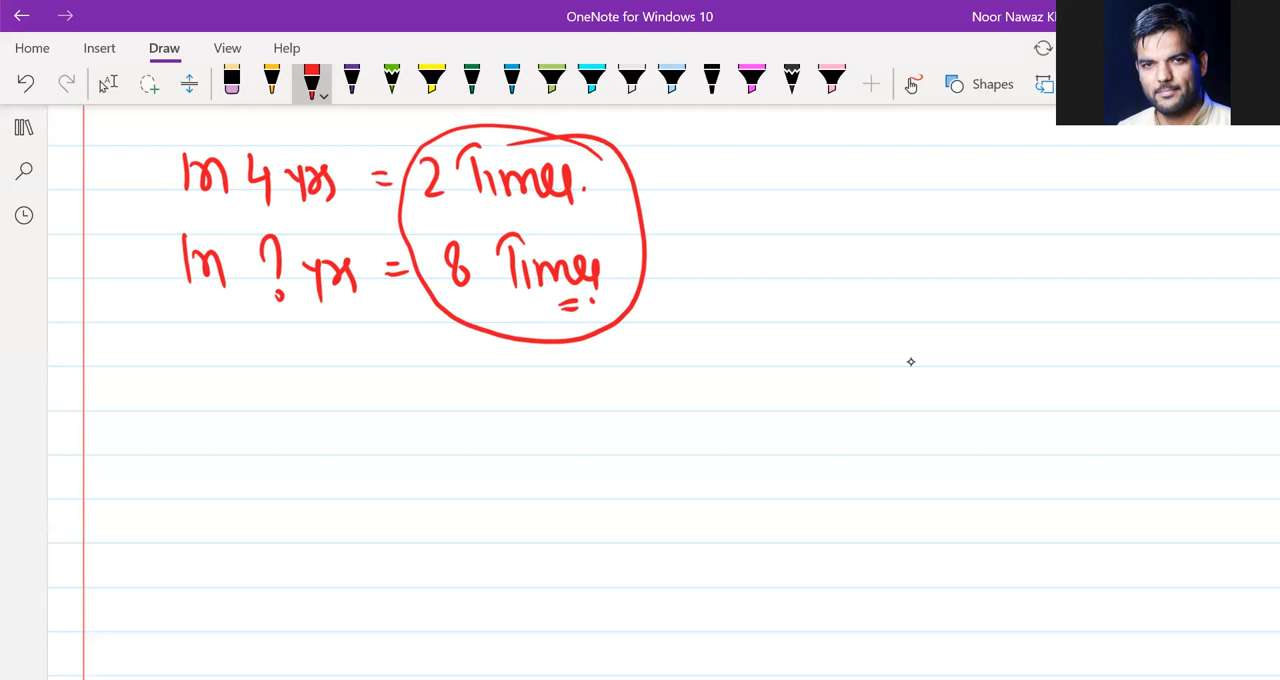 OneNote for Windows 10
Noor Nawaz Kh
Home Insert Draw View Help
Shapes
In 4 yrs = 2 Times.
In ? yrs = 8 Times.